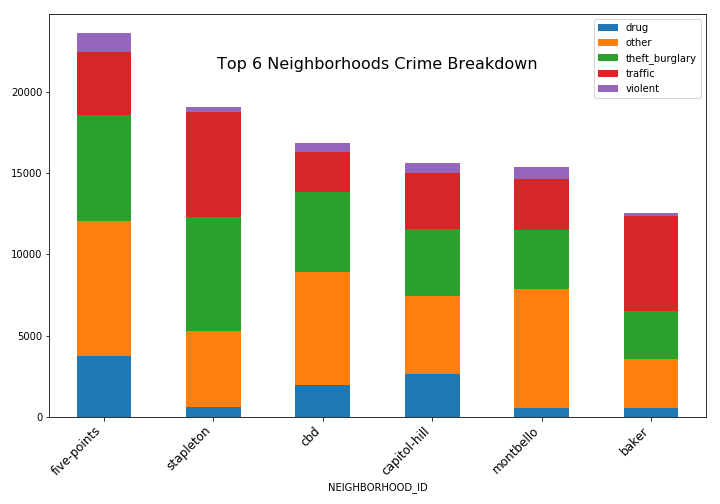 Top 6 Neighborhoods Crime Breakdown
drug
other
theft_burglary
traffic
violent
20000
15000
10000
5000
0
five-points
stapleton
cbd
capitol-hill
montbello
baker
NEIGHBORHOOD_ID